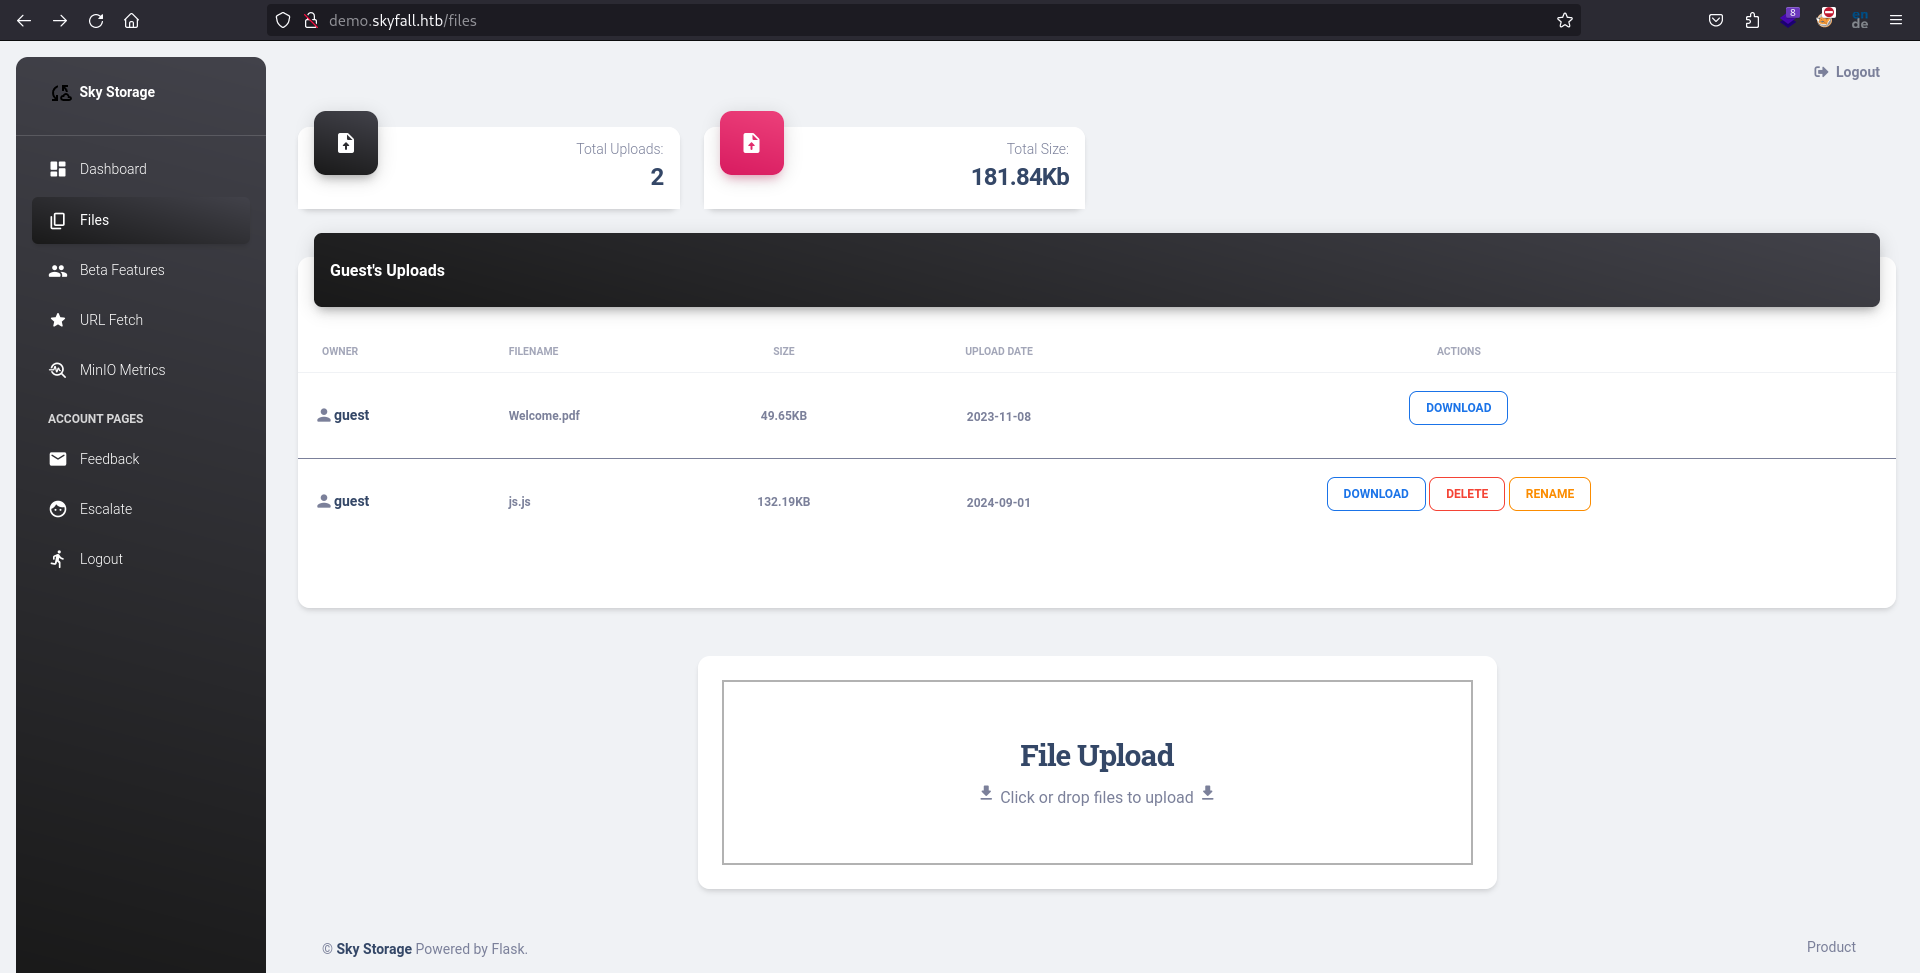 demo.skyfall.htb/files
8
en
de
Sky Storage
Logout
Total Uploads:
2
Total Size:
181.84Kb
Dashboard
Files
Beta Features
URL Fetch
MinIO Metrics
ACCOUNT PAGES
Feedback
Escalate
Logout
Guest's Uploads
OWNER FILENAME SIZE UPLOAD DATE ACTIONS
guest Welcome.pdf 49.65KB 2023-11-08 DOWNLOAD
guest js.js 132.19KB 2024-09-01 DOWNLOAD DELETE RENAME
File Upload
Click or drop files to upload
© Sky Storage Powered by Flask.
Product